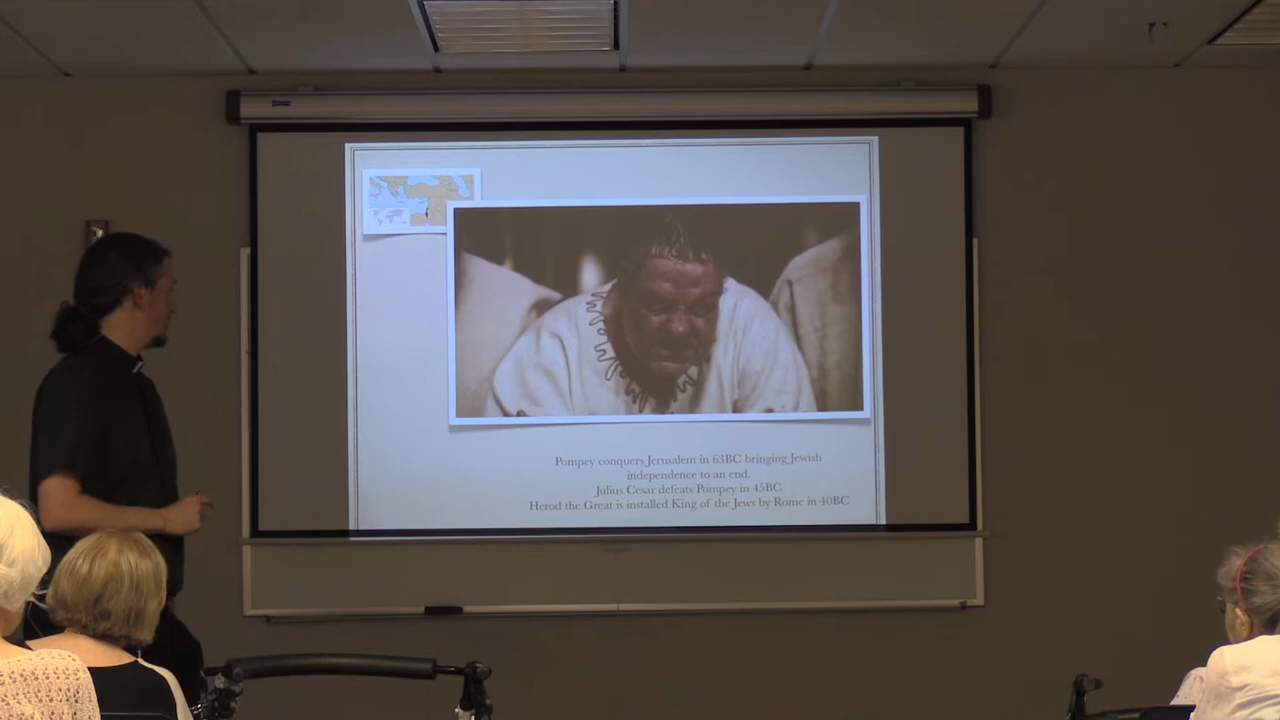 Pompey conquers Jerusalem in 63BC bringing Jewish
independence to an end.
Julius Cesar defeats Pompey in 45BC
Herod the Great is installed King of the Jews by Rome in 40BC